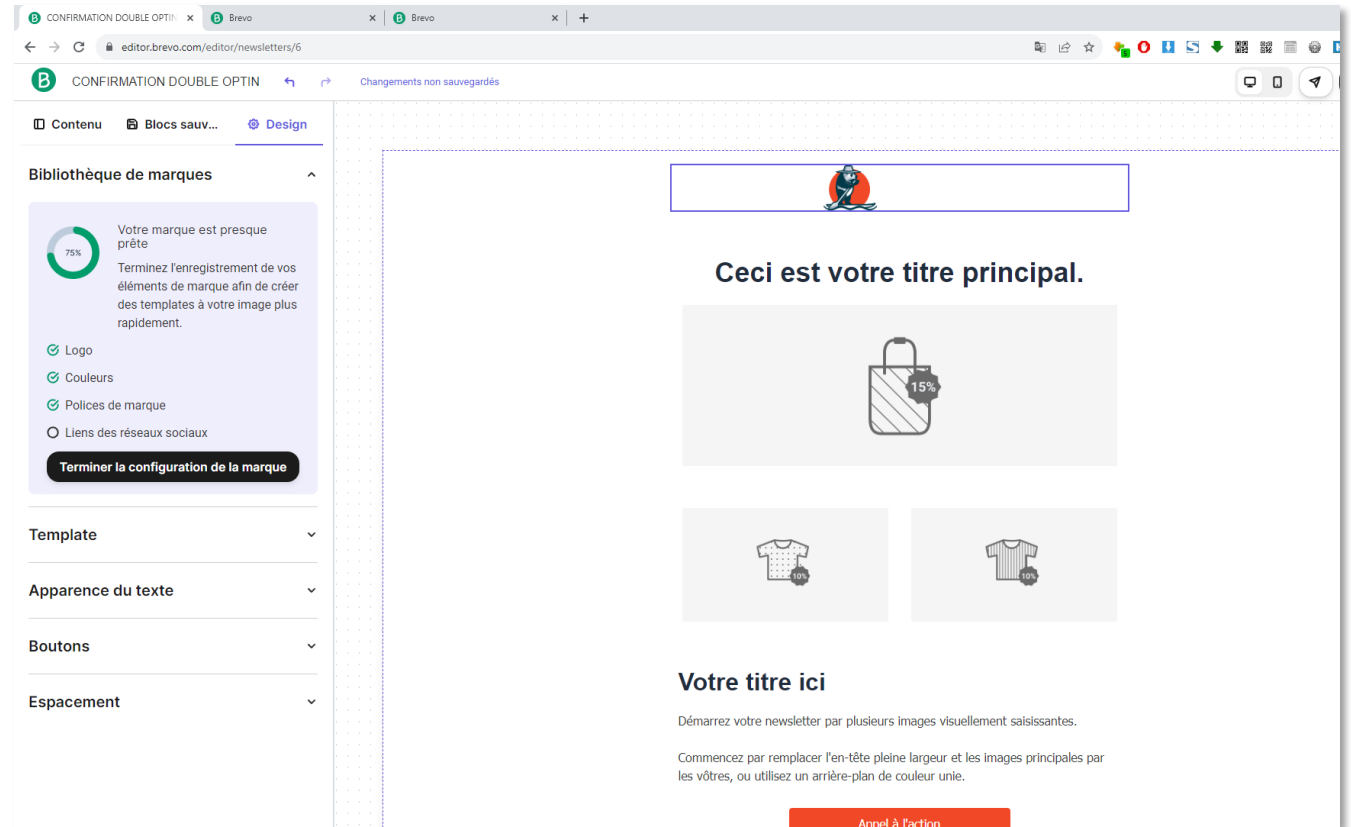 CONFIRMATION DOUBLE OPTIN
Brevo
Brevo
editor.brevo.com/editor/newsletters/6
CONFIRMATION DOUBLE OPTIN
Changements non sauvegardés
Contenu
Blocs sauv...
Design
Bibliothèque de marques
75%
Votre marque est presque
prête
Terminez l'enregistrement de vos
éléments de marque afin de créer
des templates à votre image plus
rapidement.
Logo
Couleurs
Polices de marque
Liens des réseaux sociaux
Terminer la configuration de la marque
Template
Apparence du texte
Boutons
Espacement
Ceci est votre titre principal.
15%
10%
10%
Votre titre ici
Démarrez votre newsletter par plusieurs images visuellement saisissantes.
Commencez par remplacer l'en-tête pleine largeur et les images principales par
les vôtres, ou utilisez un arrière-plan de couleur unie.
Appel à l'action